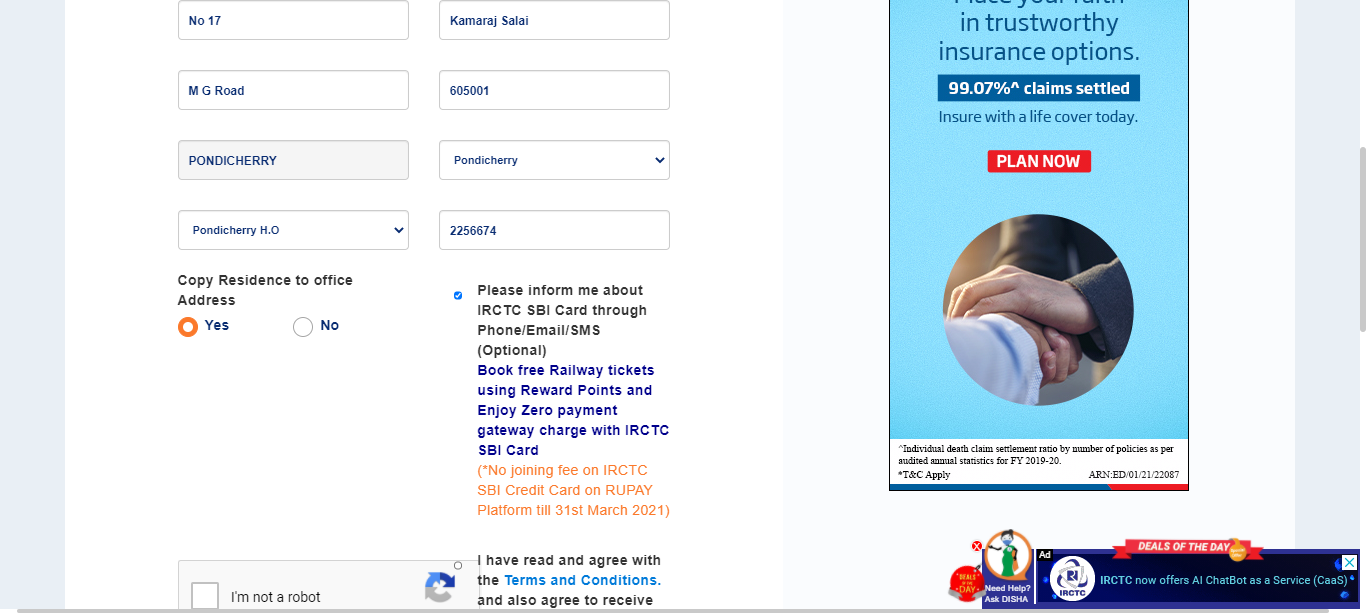 No 17
Kamaraj Salai
M G Road
605001
PONDICHERRY
Pondicherry
Pondicherry H.O
2256674
Copy Residence to office
Address
Yes
No
Please inform me about
IRCTC SBI Card through
Phone/Email/SMS
(Optional)
Book free Railway tickets
using Reward Points and
Enjoy Zero payment
gateway charge with IRCTC
SBI Card
(*No joining fee on IRCTC
SBI Credit Card on RUPAY
Platform till 31st March 2021)
I'm not a robot
I have read and agree with
the Terms and Conditions.
and also agree to receive
in trustworthy
insurance options.
99.07%^ claims settled
Insure with a life cover today.
PLAN NOW
^Individual death claim settlement ratio by number of policies as per
audited annual statistics for FY 2019-20.
*T&C Apply
ARN:ED/01/21/22087
DEALS OF THE DAY
DEALS OF THE DAY
Need Help?
Ask DISHA
Ad
IRCTC
IRCTC now offers AI ChatBot as a Service (CaaS)